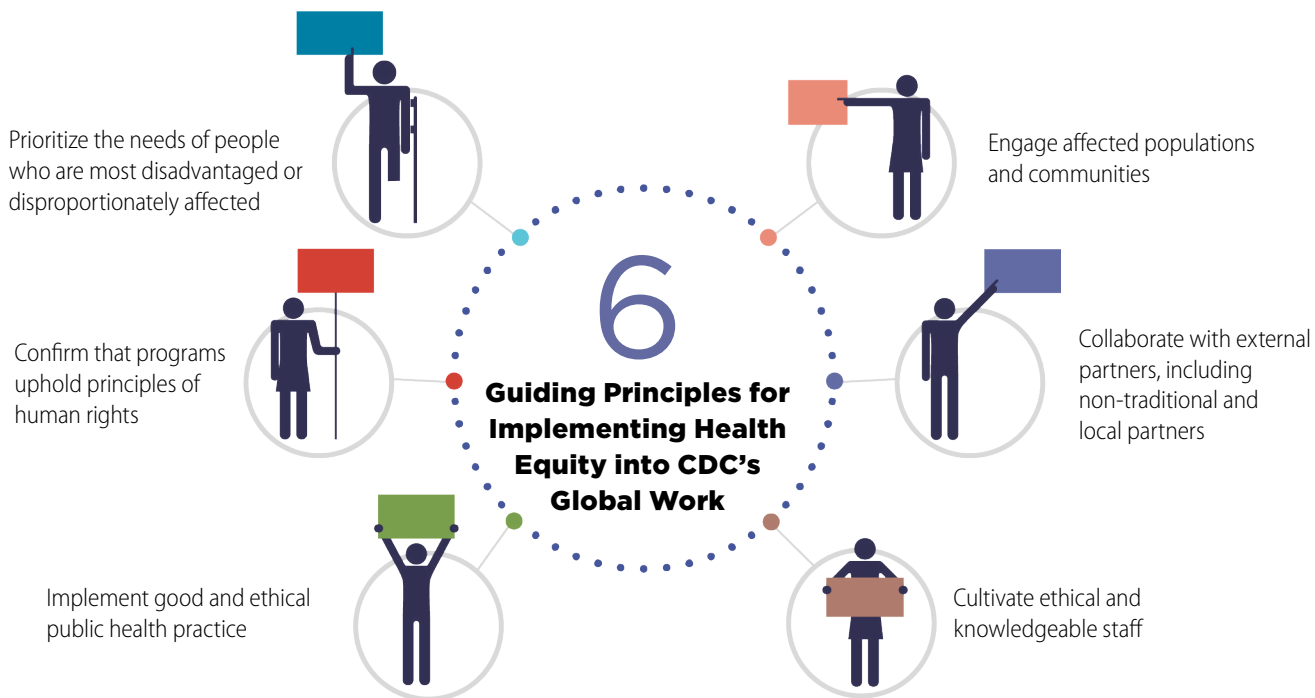 Prioritize the needs of people
who are most disadvantaged or
disproportionately affected
Engage affected populations
and communities
6
Guiding Principles for
Implementing Health
Equity into CDC’s
Global Work
Confirm that programs
uphold principles of
human rights
Collaborate with external
partners, including
non-traditional and
local partners
Implement good and ethical
public health practice
Cultivate ethical and
knowledgeable staff